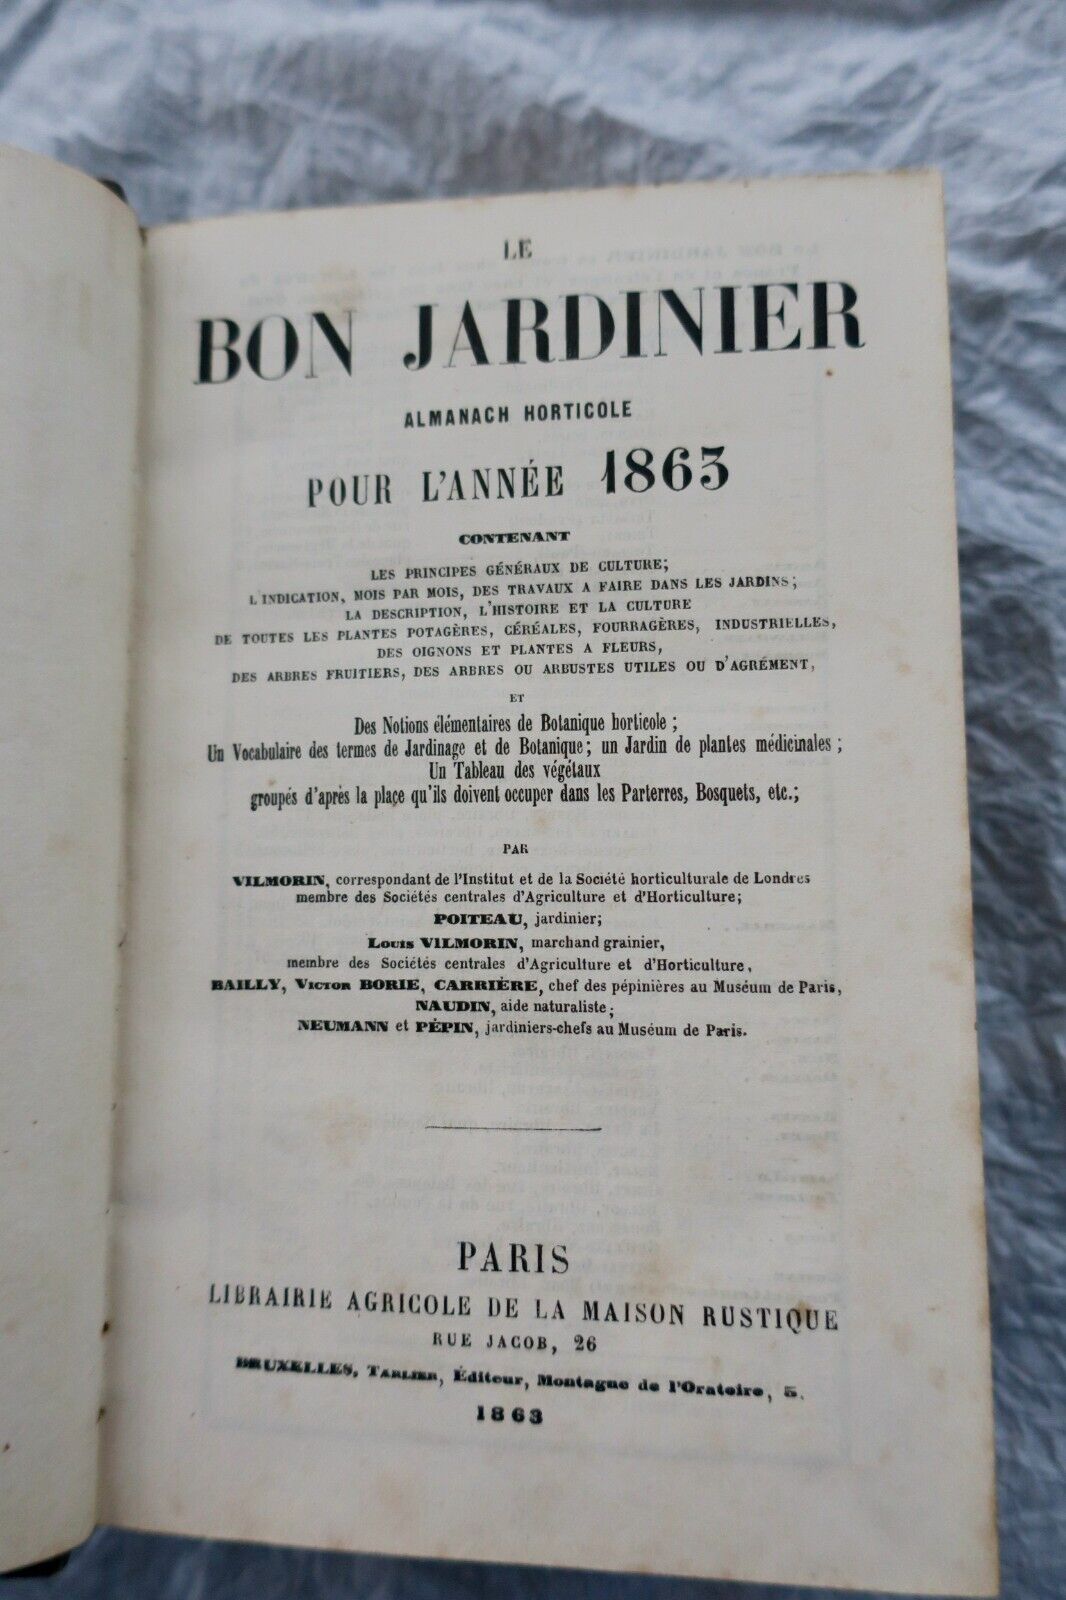 LE
BON JARDINIER
ALMANACH HORTICOLE
POUR L'ANNÉE 1863
CONTENANT
LES PRINCIPES GÉNÉRAUX DE CULTURE;
L'INDICATION, MOIS PAR MOIS, DES TRAVAUX A FAIRE DANS LES JARDINS;
LA DESCRIPTION, L'HISTOIRE ET LA CULTURE
DE TOUTES LES PLANTES POTAGÈRES, CÉRÉALES, FOURRAGÈRES, INDUSTRIELLES,
DES OIGNONS ET PLANTES A FLEURS,
DES ARBRES FRUITIERS, DES ARBRES OU ARBUSTES UTILES OU D'AGRÉMENT,
ET
Des Notions élémentaires de Botanique horticole;
Un Vocabulaire des termes de Jardinage et de Botanique; un Jardin de plantes médicinales;
Un Tableau des végétaux
groupés d'après la place qu'ils doivent occuper dans les Parterres, Bosquets, etc.;
PAR
VILMORIN, correspondant de l'Institut et de la Société horticulturale de Londres
membre des Sociétés centrales d'Agriculture et d'Horticulture;
POITEAU, jardinier;
Louis VILMORIN, marchand grainier,
membre des Sociétés centrales d'Agriculture et d'Horticulture,
BAILLY, Victor BORIE, CARRIÈRE, chef des pépinières au Muséum de Paris,
NAUDIN, aide naturaliste;
NEUMANN et PÉPIN, jardiniers-chefs au Muséum de Paris.
PARIS
LIBRAIRIE AGRICOLE DE LA MAISON RUSTIQUE
RUE JACOB, 26
BRUXELLES, Tarlier, Éditeur, Montagne de l'Oratoire, 5.
1863